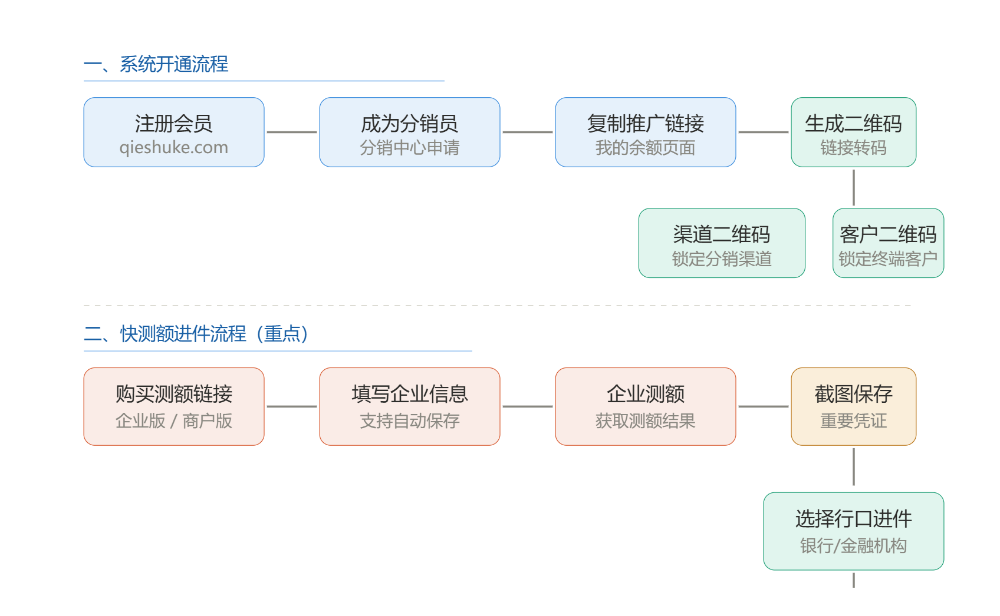 一、系统开通流程
注册会员
qieshuke.com
成为分销员
分销中心申请
复制推广链接
我的余额页面
生成二维码
链接转码
渠道二维码
锁定分销渠道
客户二维码
锁定终端客户
二、快测额进件流程（重点）
购买测额链接
企业版 / 商户版
填写企业信息
支持自动保存
企业测额
获取测额结果
截图保存
重要凭证
选择行口进件
银行/金融机构